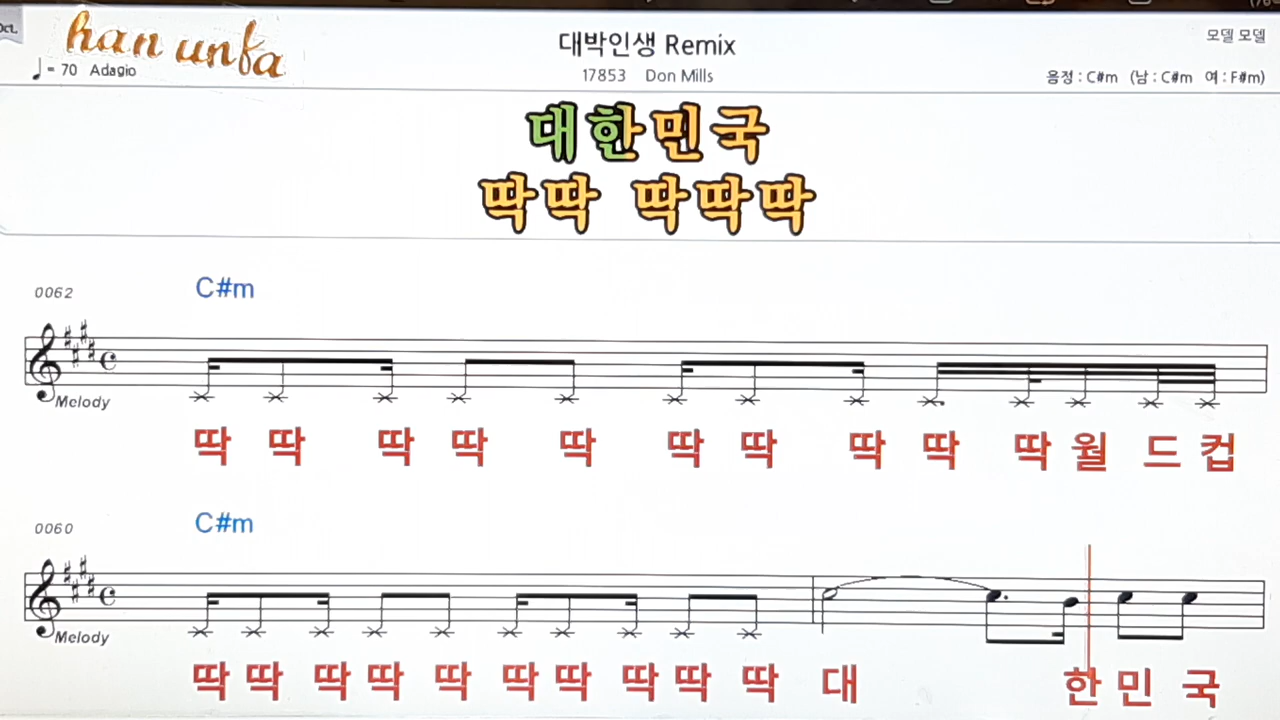 Oct.
han unfa
대박인생 Remix
모델 모델
♩= 70 Adagio
17853 Don Mills
음정 : C#m (남 : C#m 여 : F#m)
대한민국
딱딱 딱딱딱
0062
C#m
Melody
딱 딱 딱 딱 딱 딱 딱 딱 딱 딱 월 드 컵
0060
C#m
Melody
딱 딱 딱 딱 딱 딱 딱 딱 딱 딱 대 한 민 국